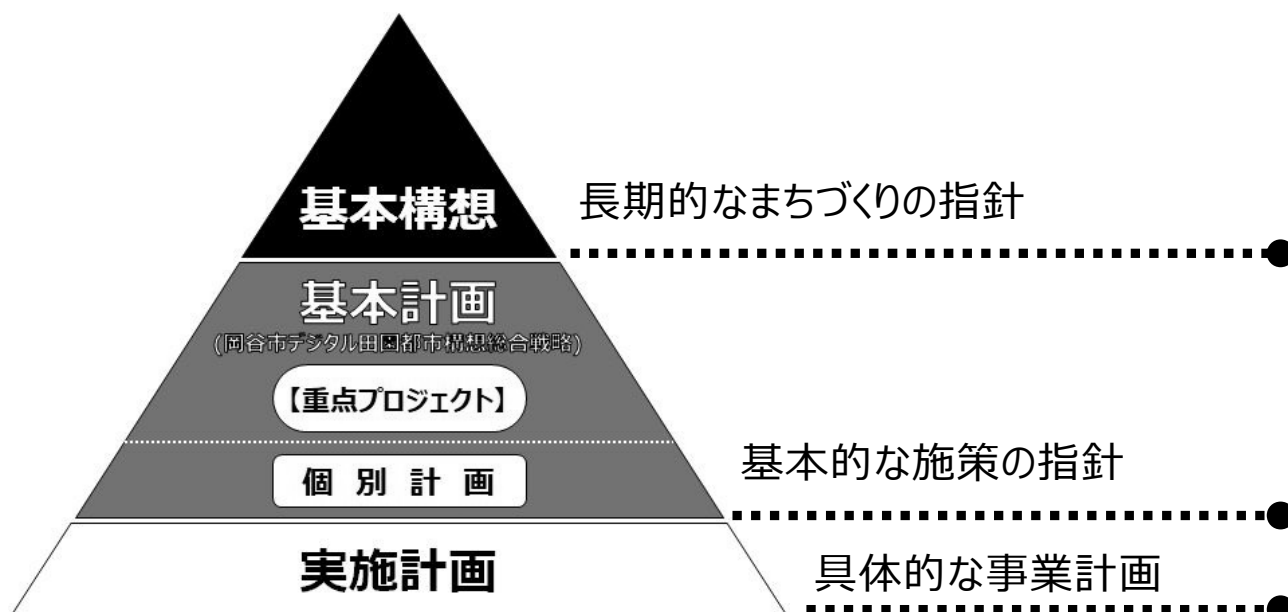 基本構想
長期的なまちづくりの指針
基本計画
(岡谷市デジタル田園都市構想総合戦略)
【重点プロジェクト】
個別計画
基本的な施策の指針
実施計画
具体的な事業計画